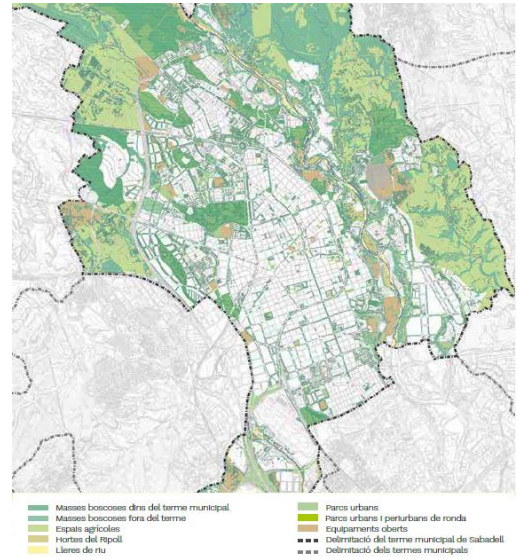 Masses boscoses dins del terme municipal
Masses boscoses fora del terme
Espais agrícoles
Hortes del Ripoll
Lleres de riu
Parcs urbans
Parcs urbans i periurbans de ronda
Equipaments oberts
Delimitació del terme municipal de Sabadell
Delimitació dels termes municipals